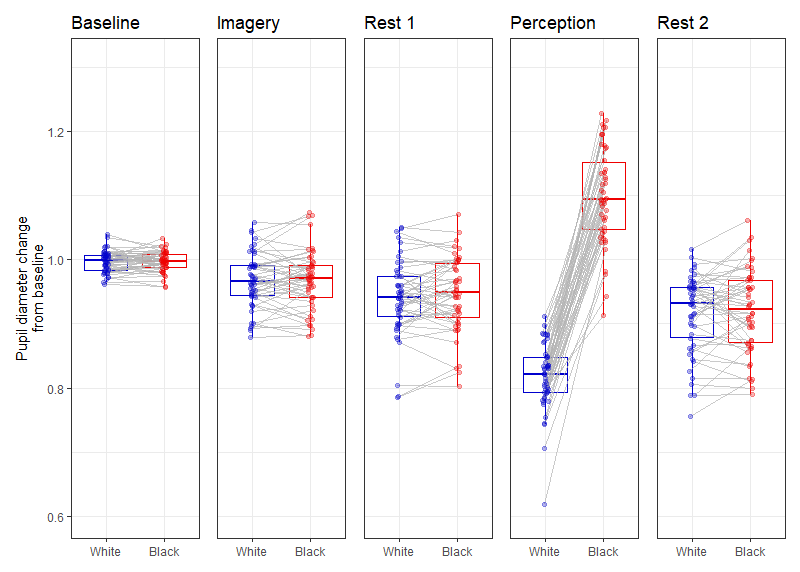 Baseline
Imagery
Rest 1
Perception
Rest 2
Pupil diameter change
from baseline
1.2
1.0
0.8
0.6
White Black
White Black
White Black
White Black
White Black